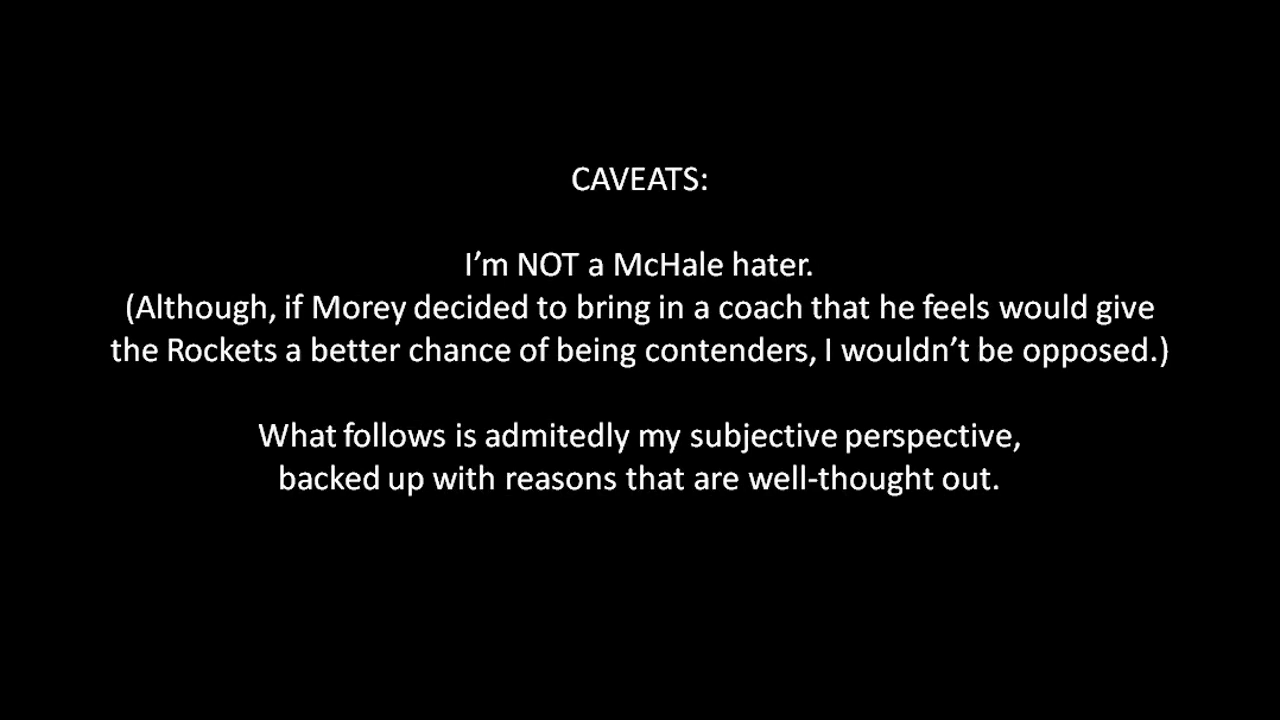 CAVEATS:
I’m NOT a McHale hater.
(Although, if Morey decided to bring in a coach that he feels would give
the Rockets a better chance of being contenders, I wouldn’t be opposed.)
What follows is admitedly my subjective perspective,
backed up with reasons that are well-thought out.